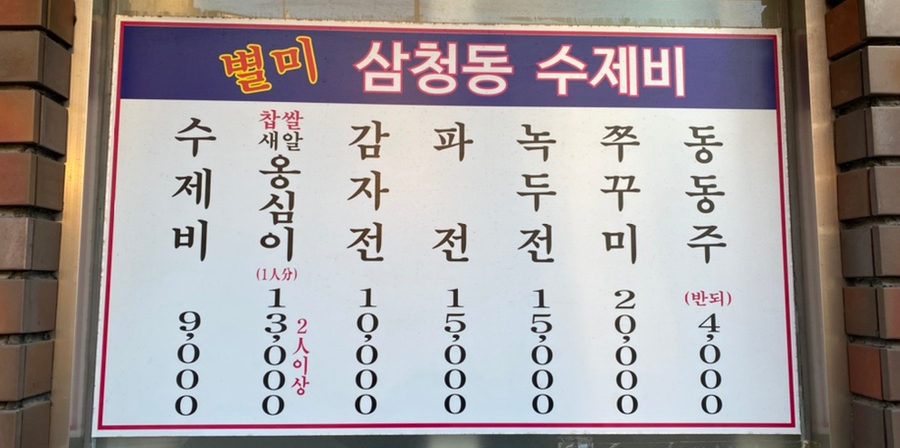 별미 삼청동 수제비
수제비 9,000
찹쌀 새알 옹심이 (1人分) 13,000 2人이상
감자전 10,000
파전 15,000
녹두전 15,000
쭈꾸미 20,000
동동주 (반되) 4,000